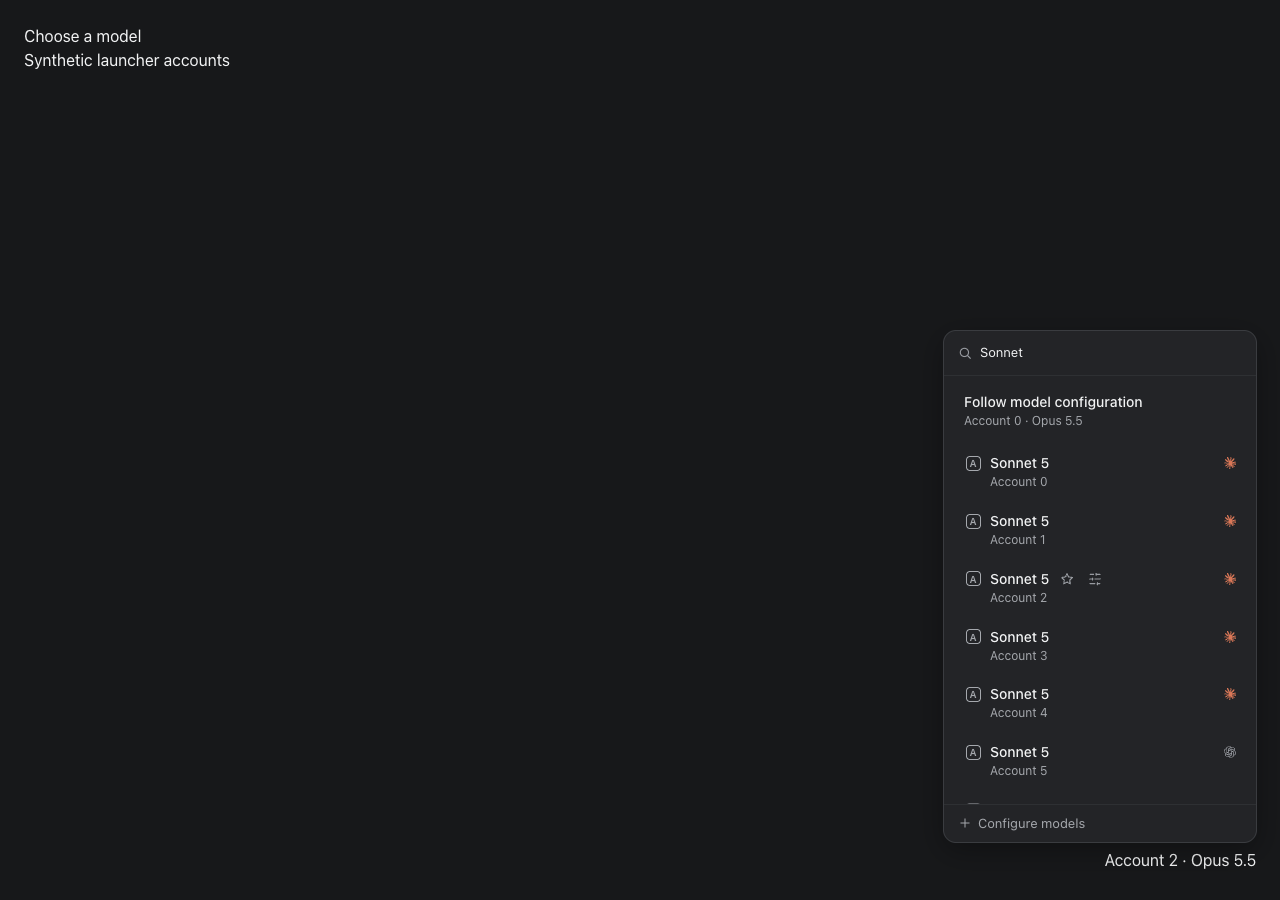 Choose a model
Synthetic launcher accounts
Sonnet
Follow model configuration
Account 0 · Opus 5.5
A Sonnet 5
Account 0
A Sonnet 5
Account 1
A Sonnet 5
Account 2
A Sonnet 5
Account 3
A Sonnet 5
Account 4
A Sonnet 5
Account 5
Configure models
Account 2 · Opus 5.5